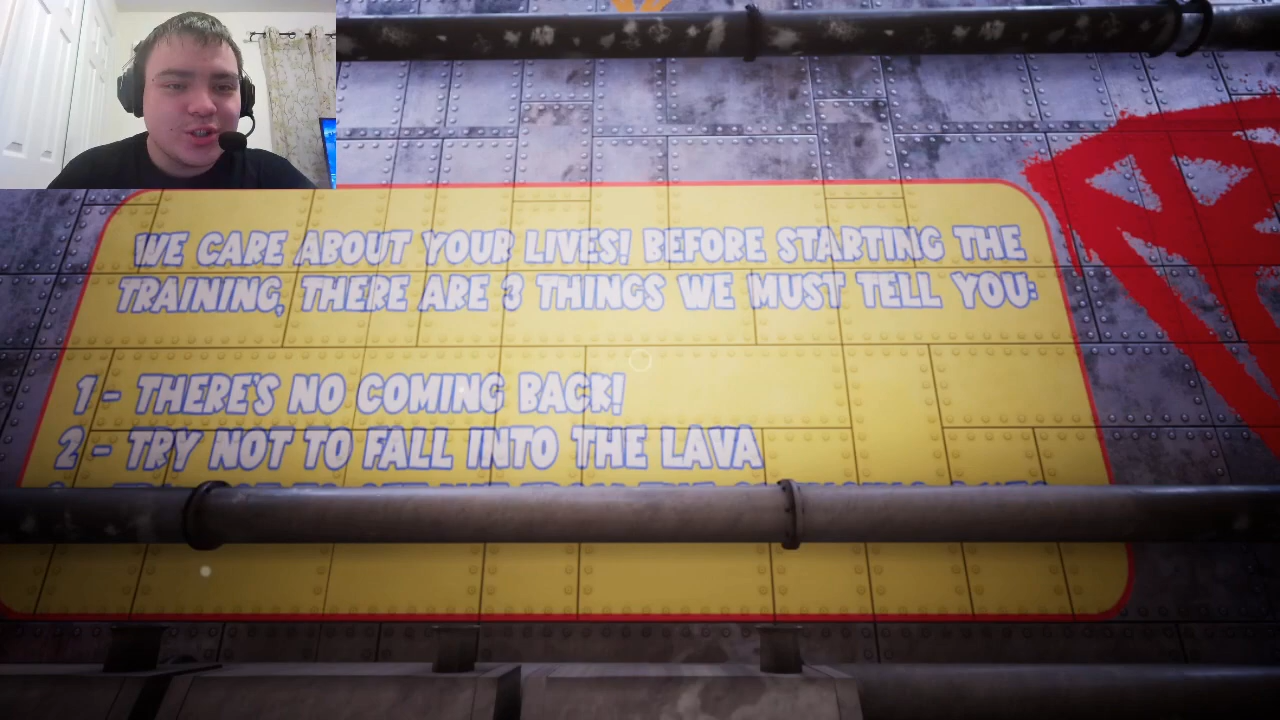 WE CARE ABOUT YOUR LIVES! BEFORE STARTING THE
TRAINING, THERE ARE 3 THINGS WE MUST TELL YOU:
1 - THERE'S NO COMING BACK!
2 - TRY NOT TO FALL INTO THE LAVA